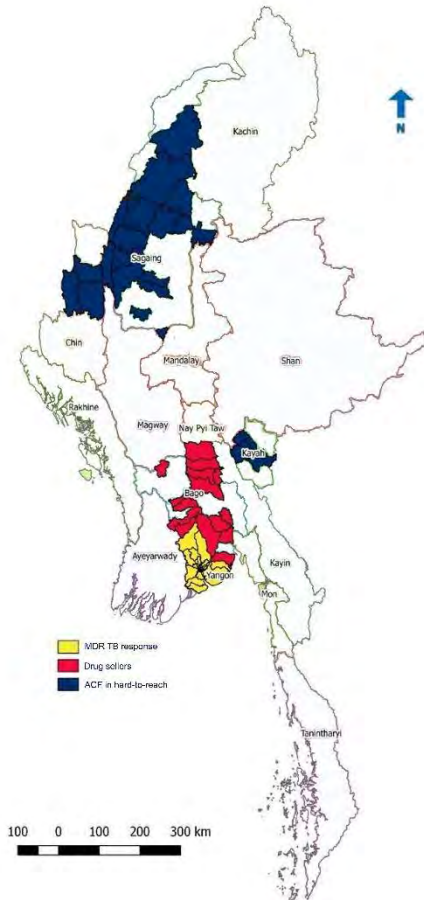 Kachin
N
Sagaing
Chin
Mandalay
Shan
Rakhine
Magway
Nay Pyi Taw
Kayah
Bago
Ayeyarwady
Yangon
Kayin
Mon
MDR TB response
Drug sellers
ACF in hard-to-reach
Tanintharyi
100 0 100 200 300 km